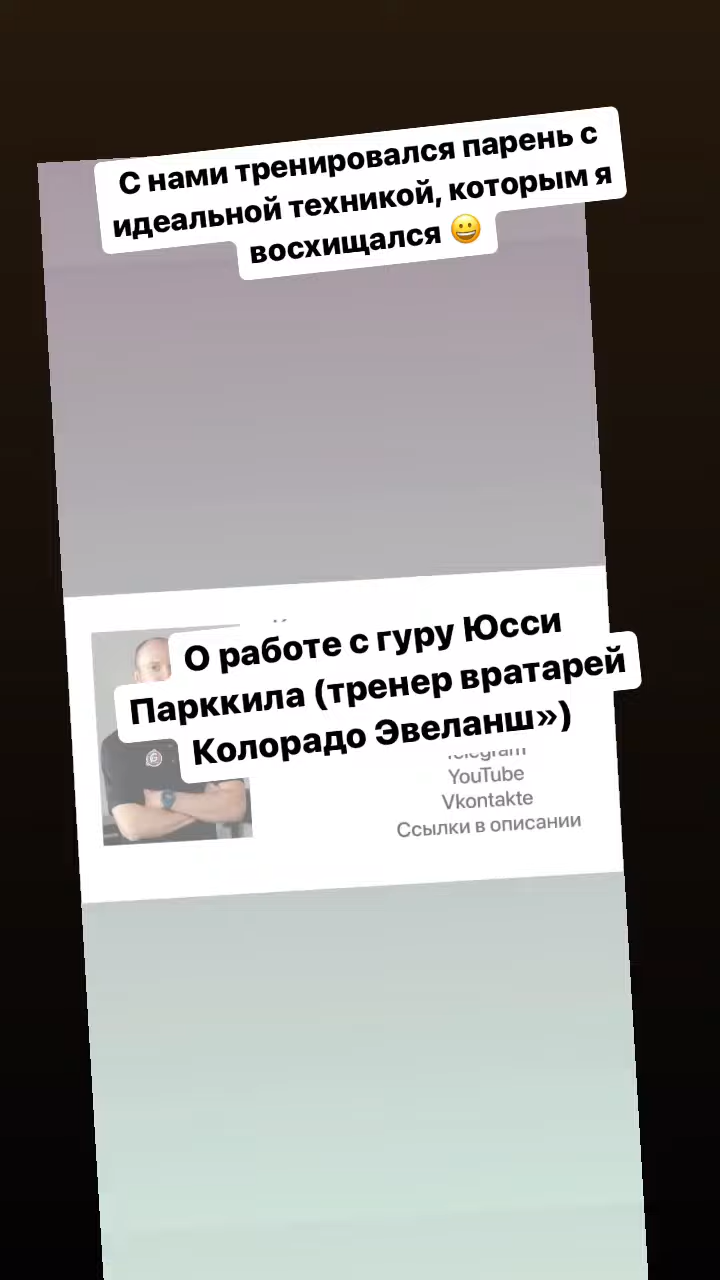 С нами тренировался парень с
идеальной техникой, которым я
восхищался 😀
О работе с гуру Юсси
Парккила (тренер вратарей
Колорадо Эвеланш»)
Telegram
YouTube
Vkontakte
Ссылки в описании